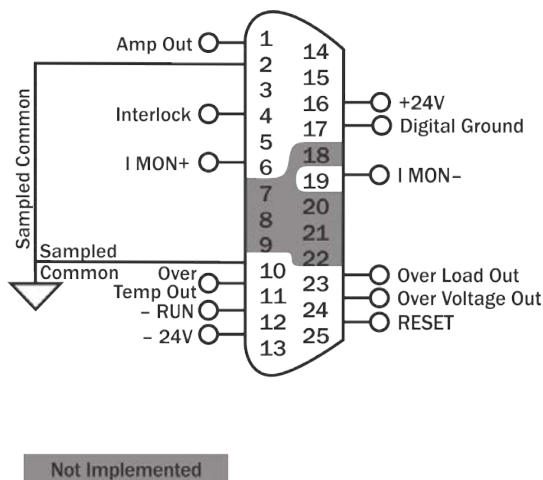 Amp Out
1
14
2
15
3
Interlock
4
16
+24V
5
17
Digital Ground
I MON+
6
18
7
19
I MON–
8
20
9
21
Sampled Common
Sampled
Common
22
10
Over
Temp Out
23
Over Load Out
11
– RUN
24
Over Voltage Out
12
– 24V
25
RESET
13
Not Implemented